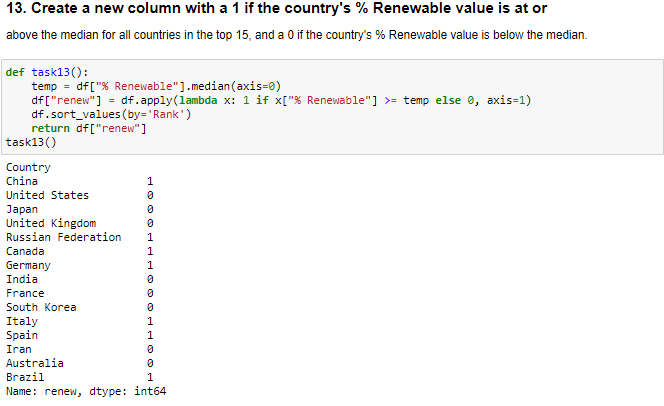 13. Create a new column with a 1 if the country's % Renewable value is at or
above the median for all countries in the top 15, and a 0 if the country's % Renewable value is below the median.
def task13():
    temp = df["% Renewable"].median(axis=0)
    df["renew"] = df.apply(lambda x: 1 if x["% Renewable"] >= temp else 0, axis=1)
    df.sort_values(by='Rank')
    return df["renew"]
task13()
Country
China                 1
United States         0
Japan                 0
United Kingdom        0
Russian Federation    1
Canada                1
Germany               1
India                 0
France                0
South Korea           0
Italy                 1
Spain                 1
Iran                  0
Australia             0
Brazil                1
Name: renew, dtype: int64